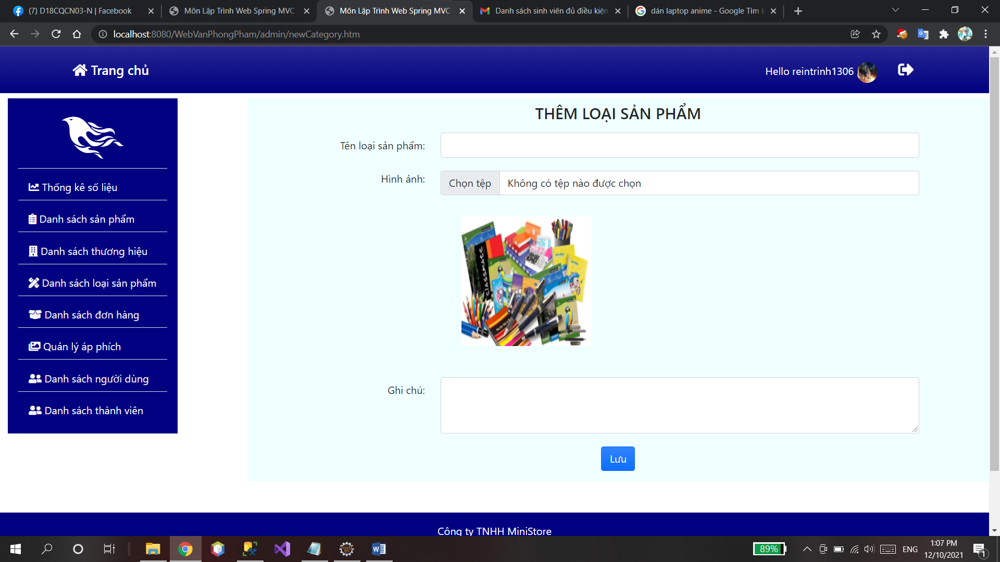 (7) D18CQCN03-N | Facebook
Môn Lập Trình Web Spring MVC
Môn Lập Trình Web Spring MVC
Danh sách sinh viên đủ điều kiện
dán laptop anime - Google Tìm k
localhost:8080/WebVanPhongPham/admin/newCategory.htm
Trang chủ
Hello reintrinh1306
Thống kê số liệu
Danh sách sản phẩm
Danh sách thương hiệu
Danh sách loại sản phẩm
Danh sách đơn hàng
Quản lý áp phích
Danh sách người dùng
Danh sách thành viên
THÊM LOẠI SẢN PHẨM
Tên loại sản phẩm:
Hình ảnh:
Chọn tệp
Không có tệp nào được chọn
CLASSMATE
Ghi chú:
Lưu
Công ty TNHH MiniStore
89%
ENG
1:07 PM
12/10/2021
1